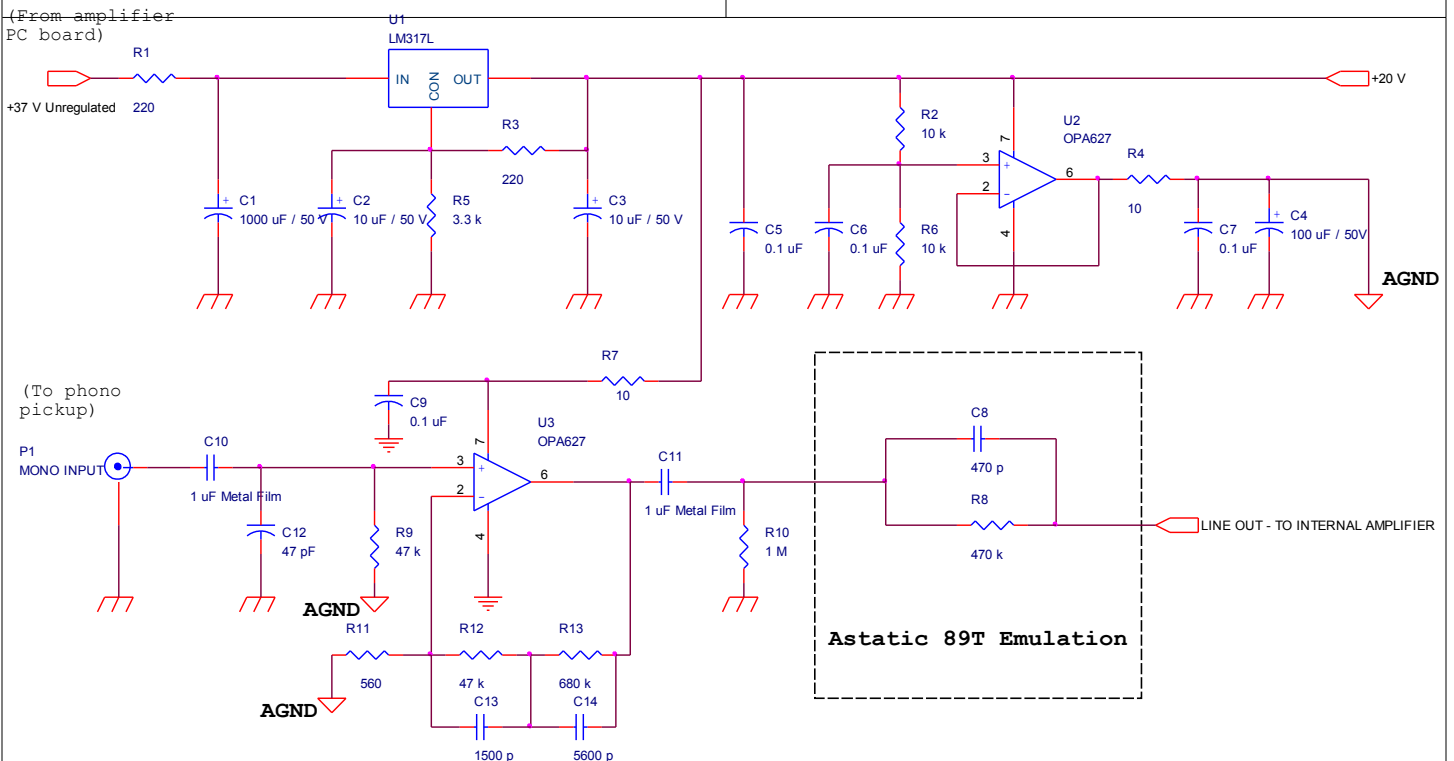 (From amplifier
PC board)
U1
LM317L
R1
IN
CON
OUT
+37 V Unregulated
220
+20 V
R3
220
R2
10 k
U2
OPA627
7
3
+
2
-
6
4
R4
10
C1
+
1000 uF / 50 V
C2
+
10 uF / 50 V
R5
3.3 k
C3
+
10 uF / 50 V
C5
0.1 uF
C6
0.1 uF
R6
10 k
C7
0.1 uF
C4
+
100 uF / 50V
AGND
R7
10
(To phono
pickup)
C9
0.1 uF
U3
OPA627
P1
MONO INPUT
C10
1 uF Metal Film
7
3
+
2
-
6
4
C11
1 uF Metal Film
C8
470 p
R8
470 k
LINE OUT - TO INTERNAL AMPLIFIER
C12
47 pF
R9
47 k
R10
1 M
AGND
R11
560
R12
47 k
R13
680 k
AGND
C13
1500 p
C14
5600 p
Astatic 89T Emulation